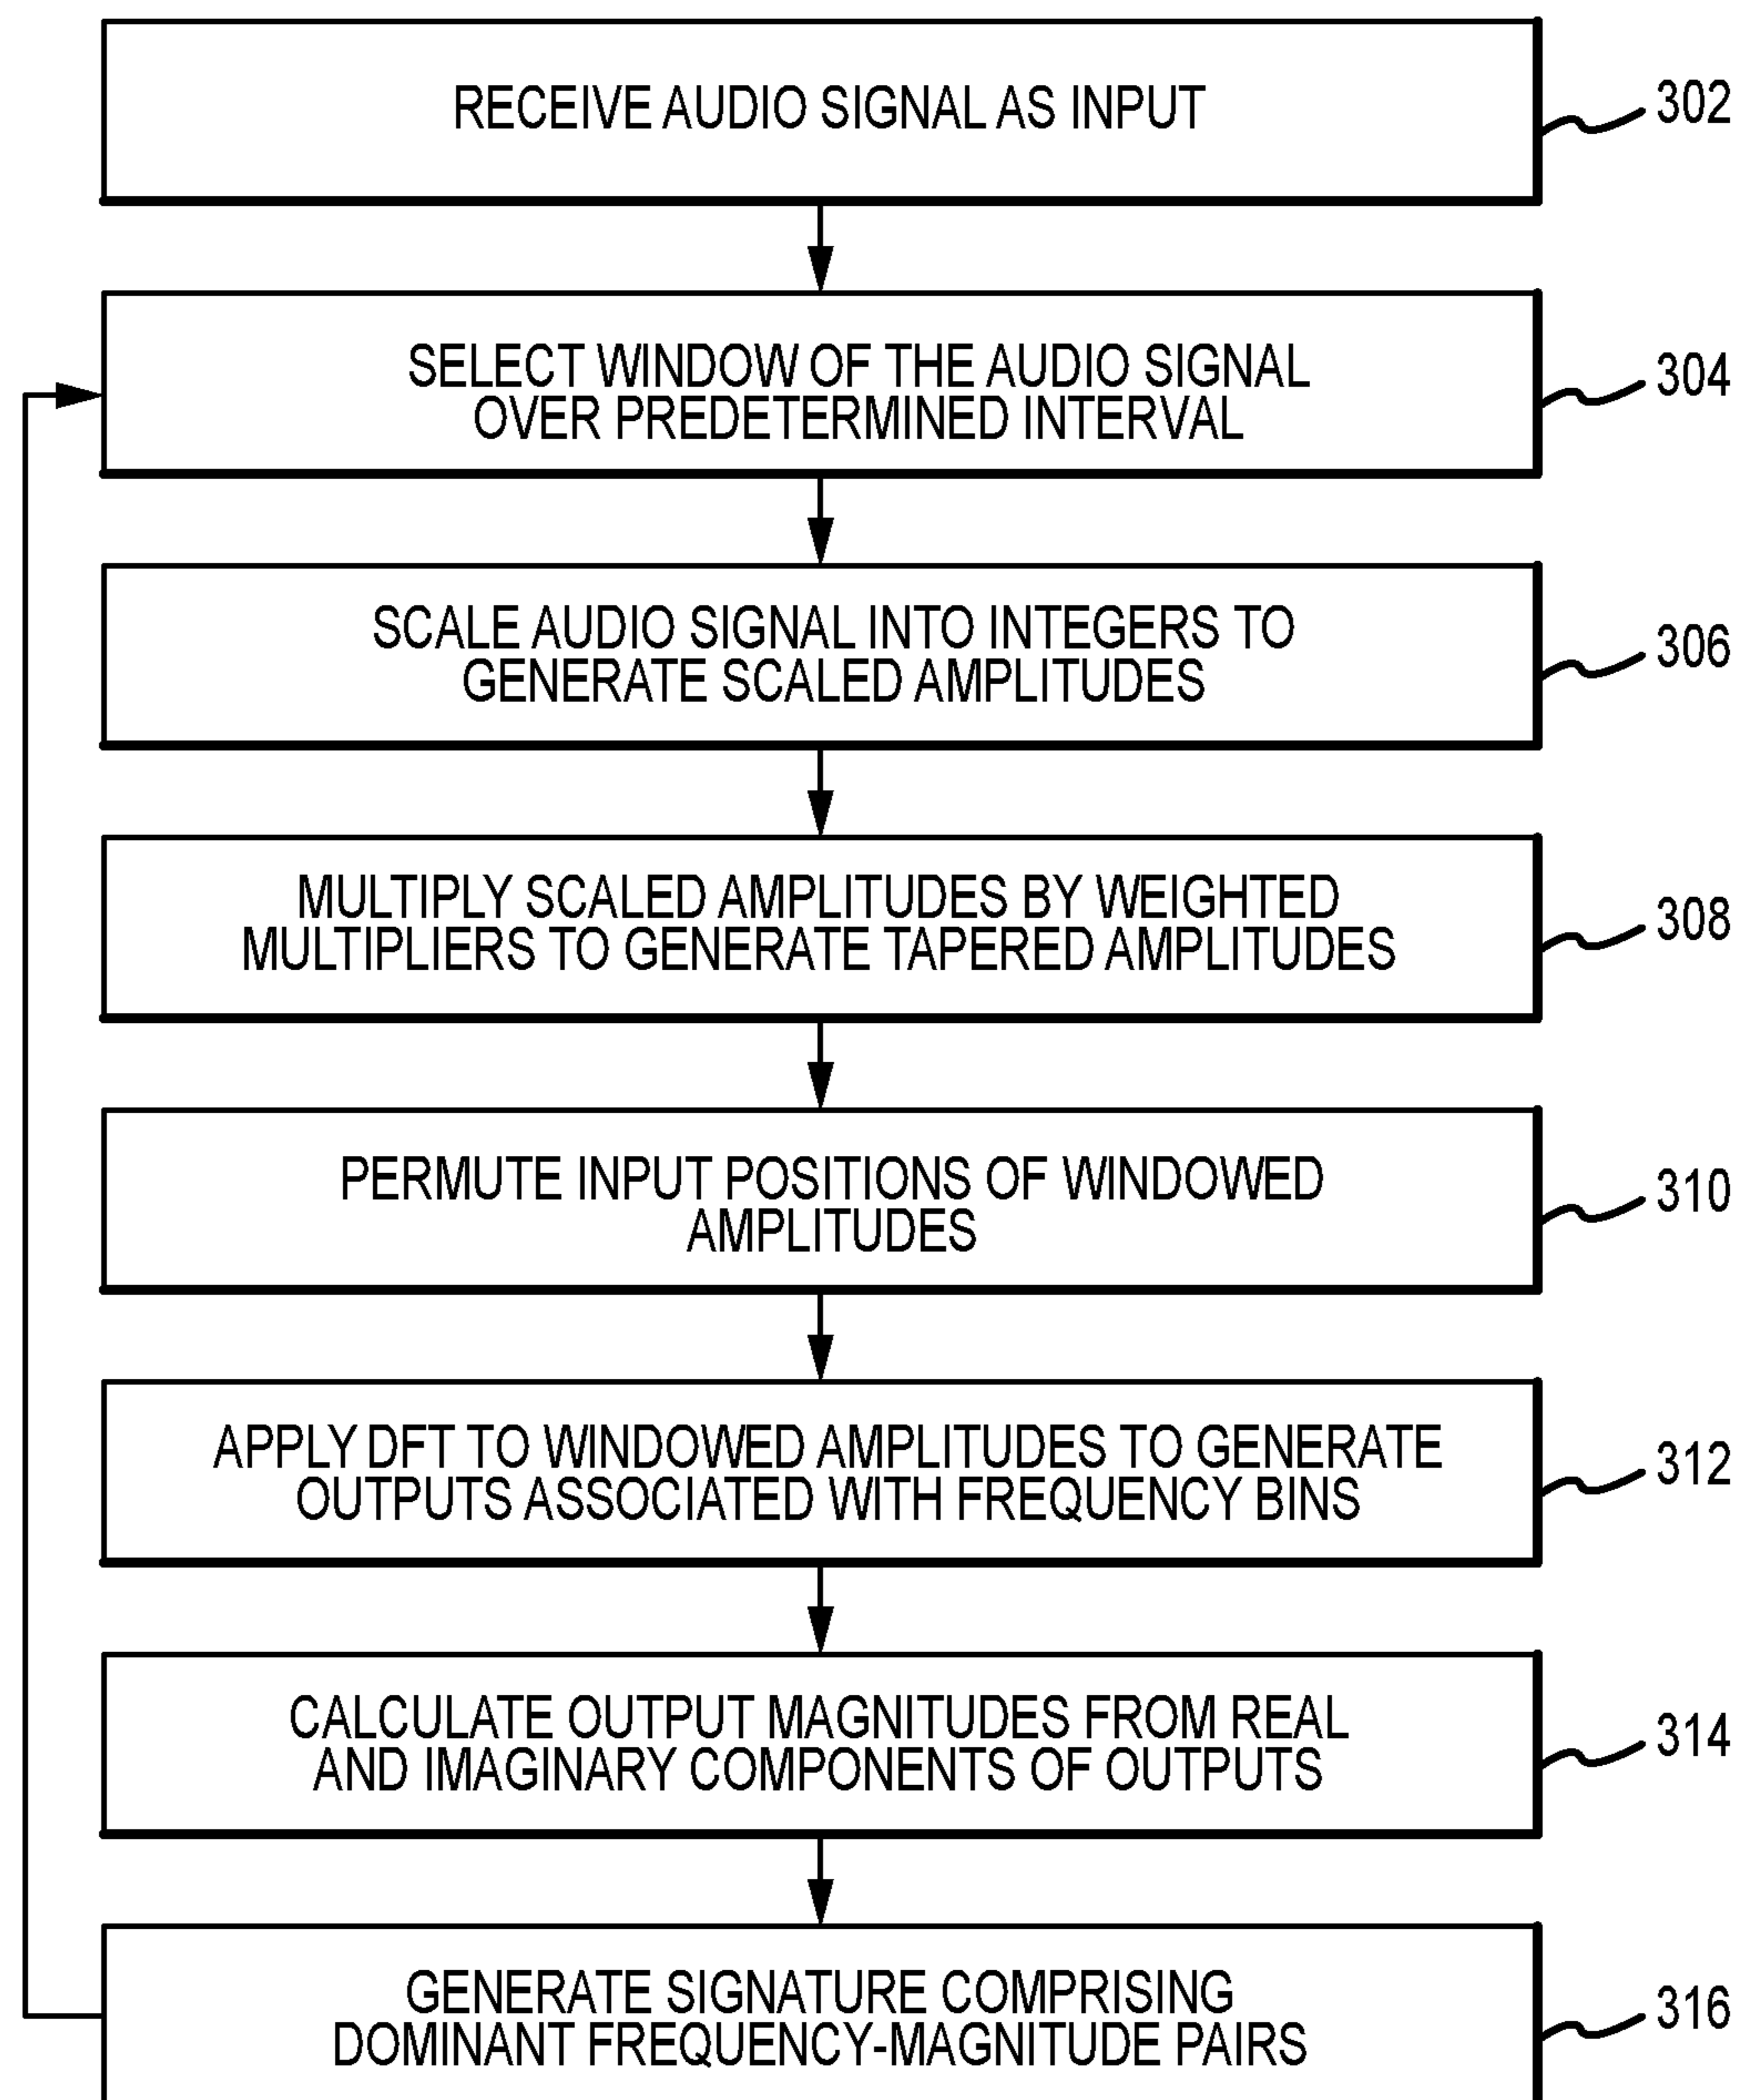 RECEIVE AUDIO SIGNAL AS INPUT
302
SELECT WINDOW OF THE AUDIO SIGNAL
OVER PREDETERMINED INTERVAL
304
SCALE AUDIO SIGNAL INTO INTEGERS TO
GENERATE SCALED AMPLITUDES
306
MULTIPLY SCALED AMPLITUDES BY WEIGHTED
MULTIPLIERS TO GENERATE TAPERED AMPLITUDES
308
PERMUTE INPUT POSITIONS OF WINDOWED
AMPLITUDES
310
APPLY DFT TO WINDOWED AMPLITUDES TO GENERATE
OUTPUTS ASSOCIATED WITH FREQUENCY BINS
312
CALCULATE OUTPUT MAGNITUDES FROM REAL
AND IMAGINARY COMPONENTS OF OUTPUTS
314
GENERATE SIGNATURE COMPRISING
DOMINANT FREQUENCY-MAGNITUDE PAIRS
316